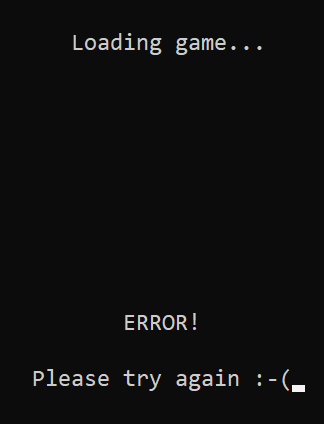 Loading game...
ERROR!
Please try again :-(